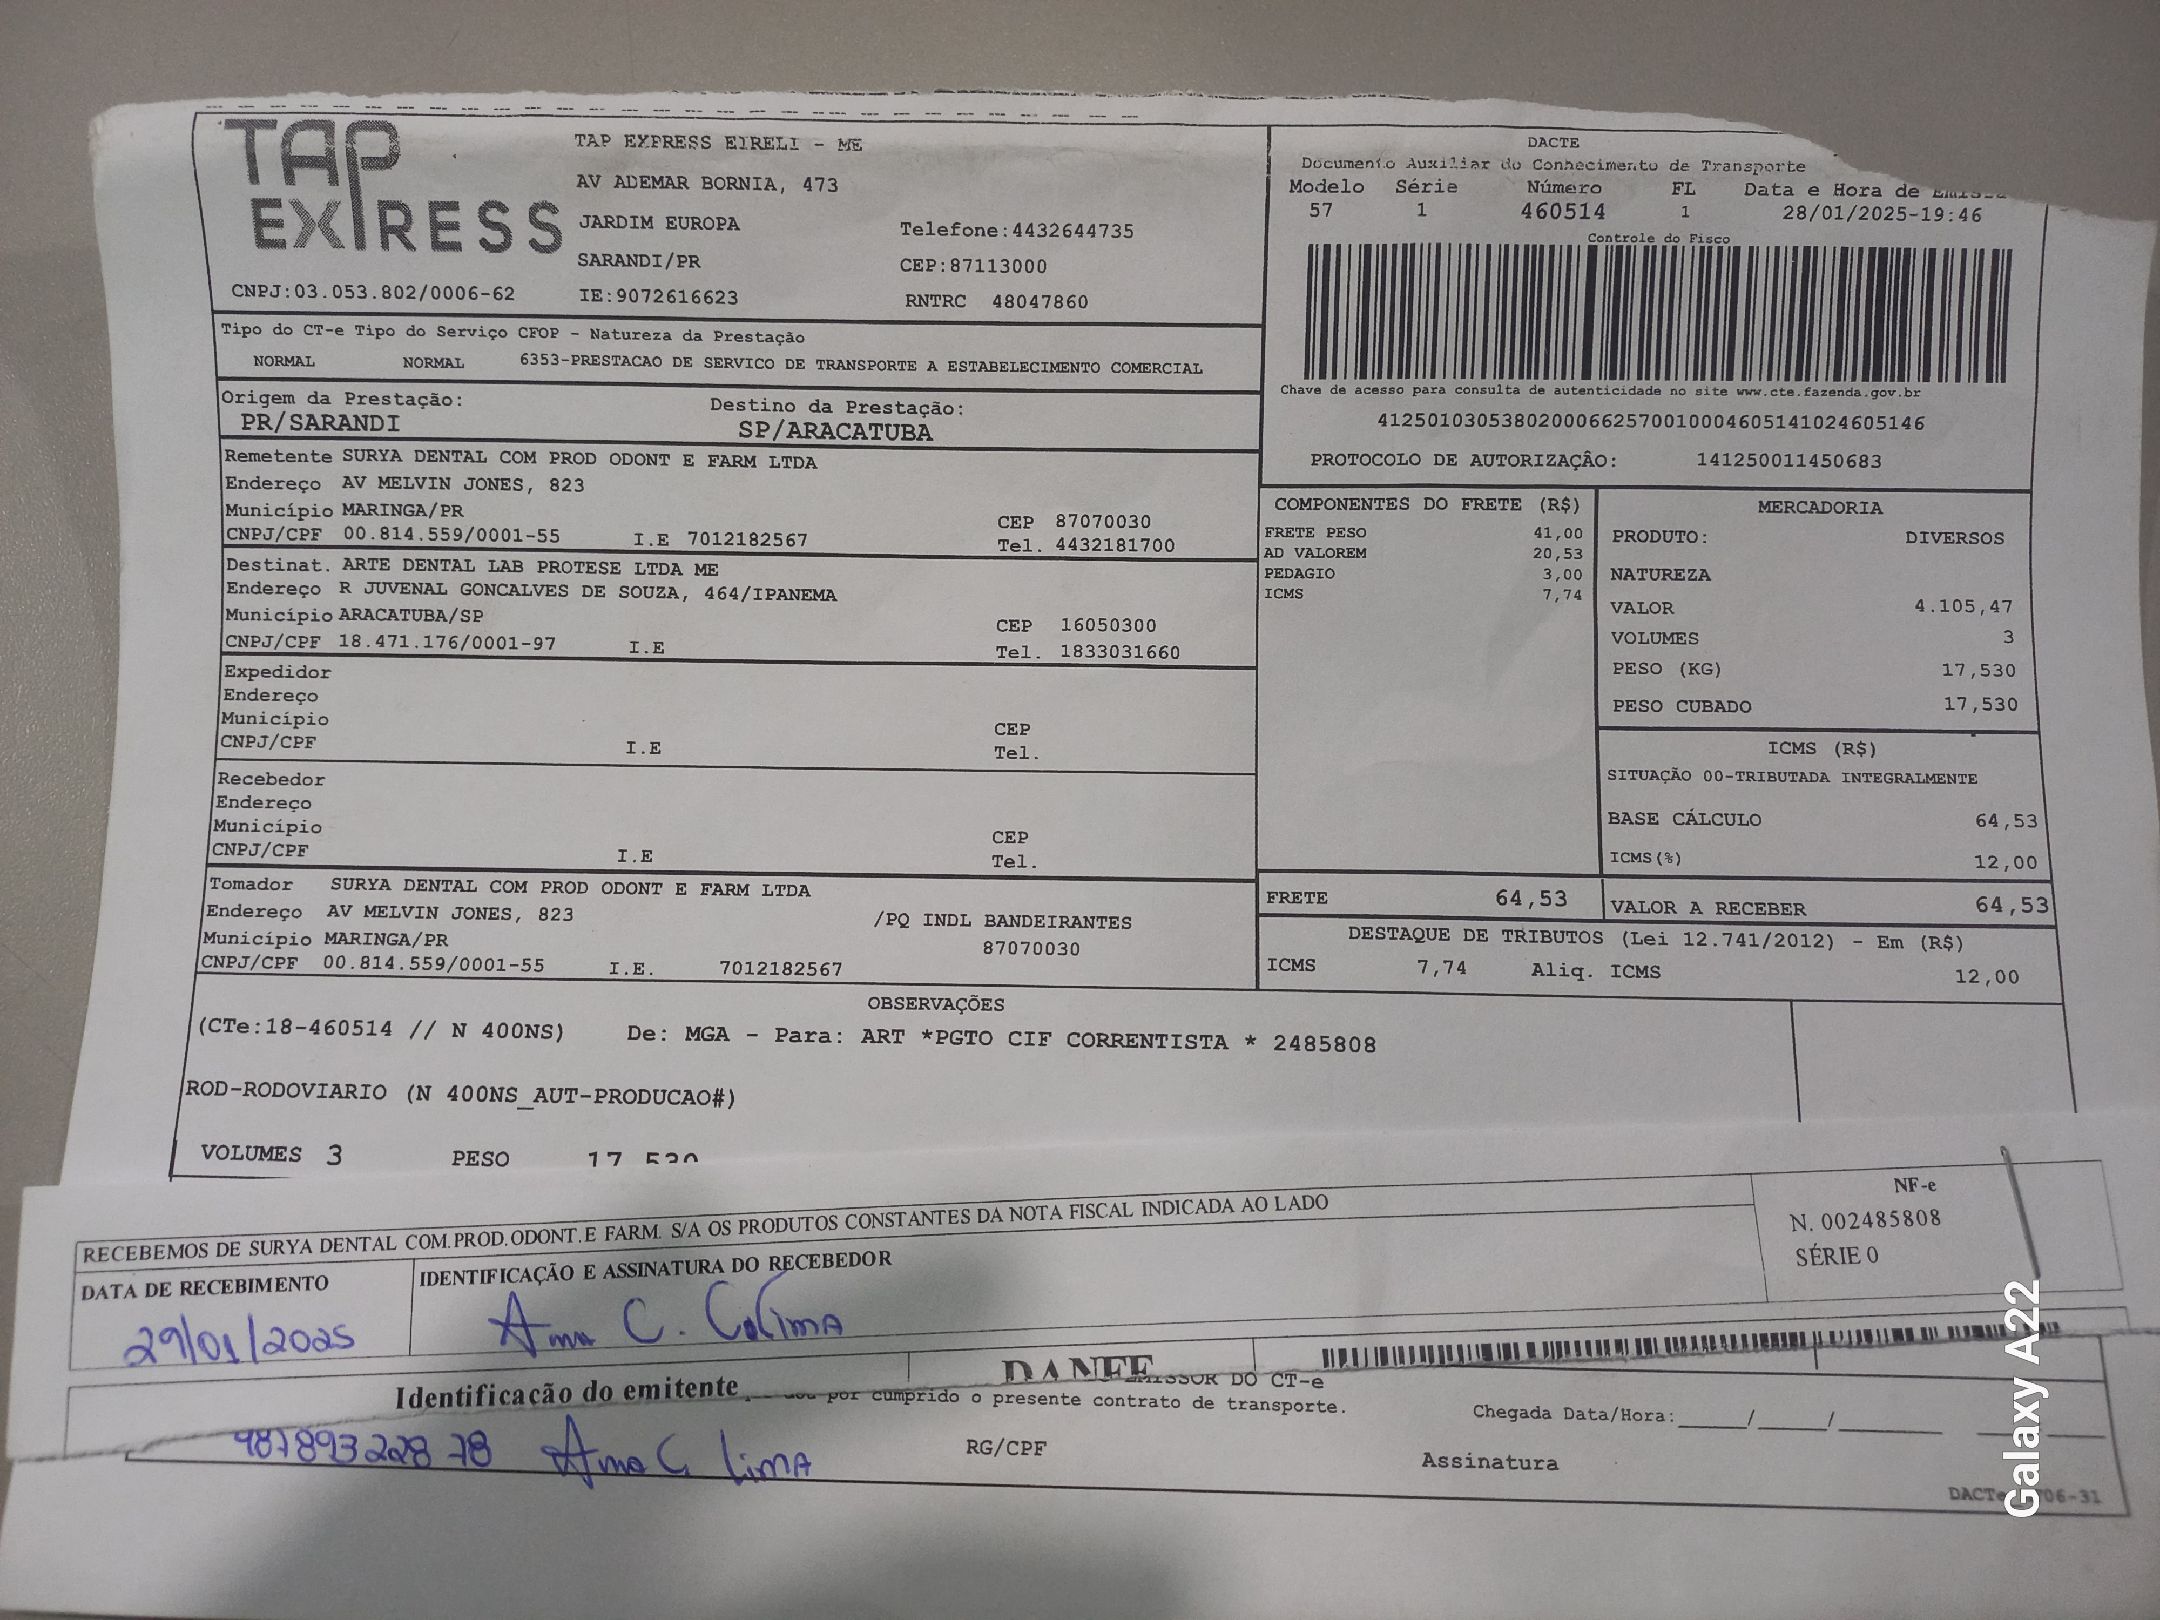 TAP EXPRESS
TAP EXPRESS EIRELI - ME
AV ADEMAR BORNIA, 473
JARDIM EUROPA Telefone:4432644735
SARANDI/PR CEP:87113000
CNPJ:03.053.802/0006-62 IE:9072616623 RNTRC 48047860
DACTE
Documento Auxiliar do Conhecimento de Transporte
Modelo Série Número FL Data e Hora de
57 1 460514 1 28/01/2025-19:46
Controle do Fisco
Chave de acesso para consulta de autenticidade no site www.cte.fazenda.gov.br
41250103053802000662570010004605141024605146
PROTOCOLO DE AUTORIZAÇÃO: 141250011450683
Tipo do CT-e Tipo do Serviço CFOP - Natureza da Prestação
NORMAL NORMAL 6353-PRESTACAO DE SERVICO DE TRANSPORTE A ESTABELECIMENTO COMERCIAL
Origem da Prestação: Destino da Prestação:
PR/SARANDI SP/ARACATUBA
Remetente SURYA DENTAL COM PROD ODONT E FARM LTDA
Endereço AV MELVIN JONES, 823
Município MARINGA/PR CEP 87070030
CNPJ/CPF 00.814.559/0001-55 I.E 7012182567 Tel. 4432181700
Destinat. ARTE DENTAL LAB PROTESE LTDA ME
Endereço R JUVENAL GONCALVES DE SOUZA, 464/IPANEMA
Município ARACATUBA/SP CEP 16050300
CNPJ/CPF 18.471.176/0001-97 I.E Tel. 1833031660
Expedidor
Endereço
Município CEP
CNPJ/CPF I.E Tel.
Recebedor
Endereço
Município CEP
CNPJ/CPF I.E Tel.
Tomador SURYA DENTAL COM PROD ODONT E FARM LTDA
Endereço AV MELVIN JONES, 823 /PQ INDL BANDEIRANTES
Município MARINGA/PR 87070030
CNPJ/CPF 00.814.559/0001-55 I.E. 7012182567
COMPONENTES DO FRETE (R$)
FRETE PESO 41,00
AD VALOREM 20,53
PEDAGIO 3,00
ICMS 7,74
MERCADORIA
PRODUTO: DIVERSOS
NATUREZA
VALOR 4.105,47
VOLUMES 3
PESO (KG) 17,530
PESO CUBADO 17,530
ICMS (R$)
SITUAÇÃO 00-TRIBUTADA INTEGRALMENTE
BASE CÁLCULO 64,53
ICMS(%) 12,00
FRETE 64,53 VALOR A RECEBER 64,53
DESTAQUE DE TRIBUTOS (Lei 12.741/2012) - Em (R$)
ICMS 7,74 Aliq. ICMS 12,00
OBSERVAÇÕES
(CTe:18-460514 // N 400NS) De: MGA - Para: ART *PGTO CIF CORRENTISTA * 2485808
ROD-RODOVIARIO (N 400NS_AUT-PRODUCAO#)
VOLUMES 3 PESO 17 530
RECEBEMOS DE SURYA DENTAL COM.PROD.ODONT.E FARM. S/A OS PRODUTOS CONSTANTES DA NOTA FISCAL INDICADA AO LADO
NF-e
N. 002485808
SÉRIE 0
DATA DE RECEBIMENTO IDENTIFICAÇÃO E ASSINATURA DO RECEBEDOR
29/01/2025 Ama C.
Identificação do emitente DANFE
DO CT-e
por cumprido o presente contrato de transporte.
Chegada Data/Hora:____/____/____
Ama C. Lima RG/CPF Assinatura
06-31
Galaxy A22